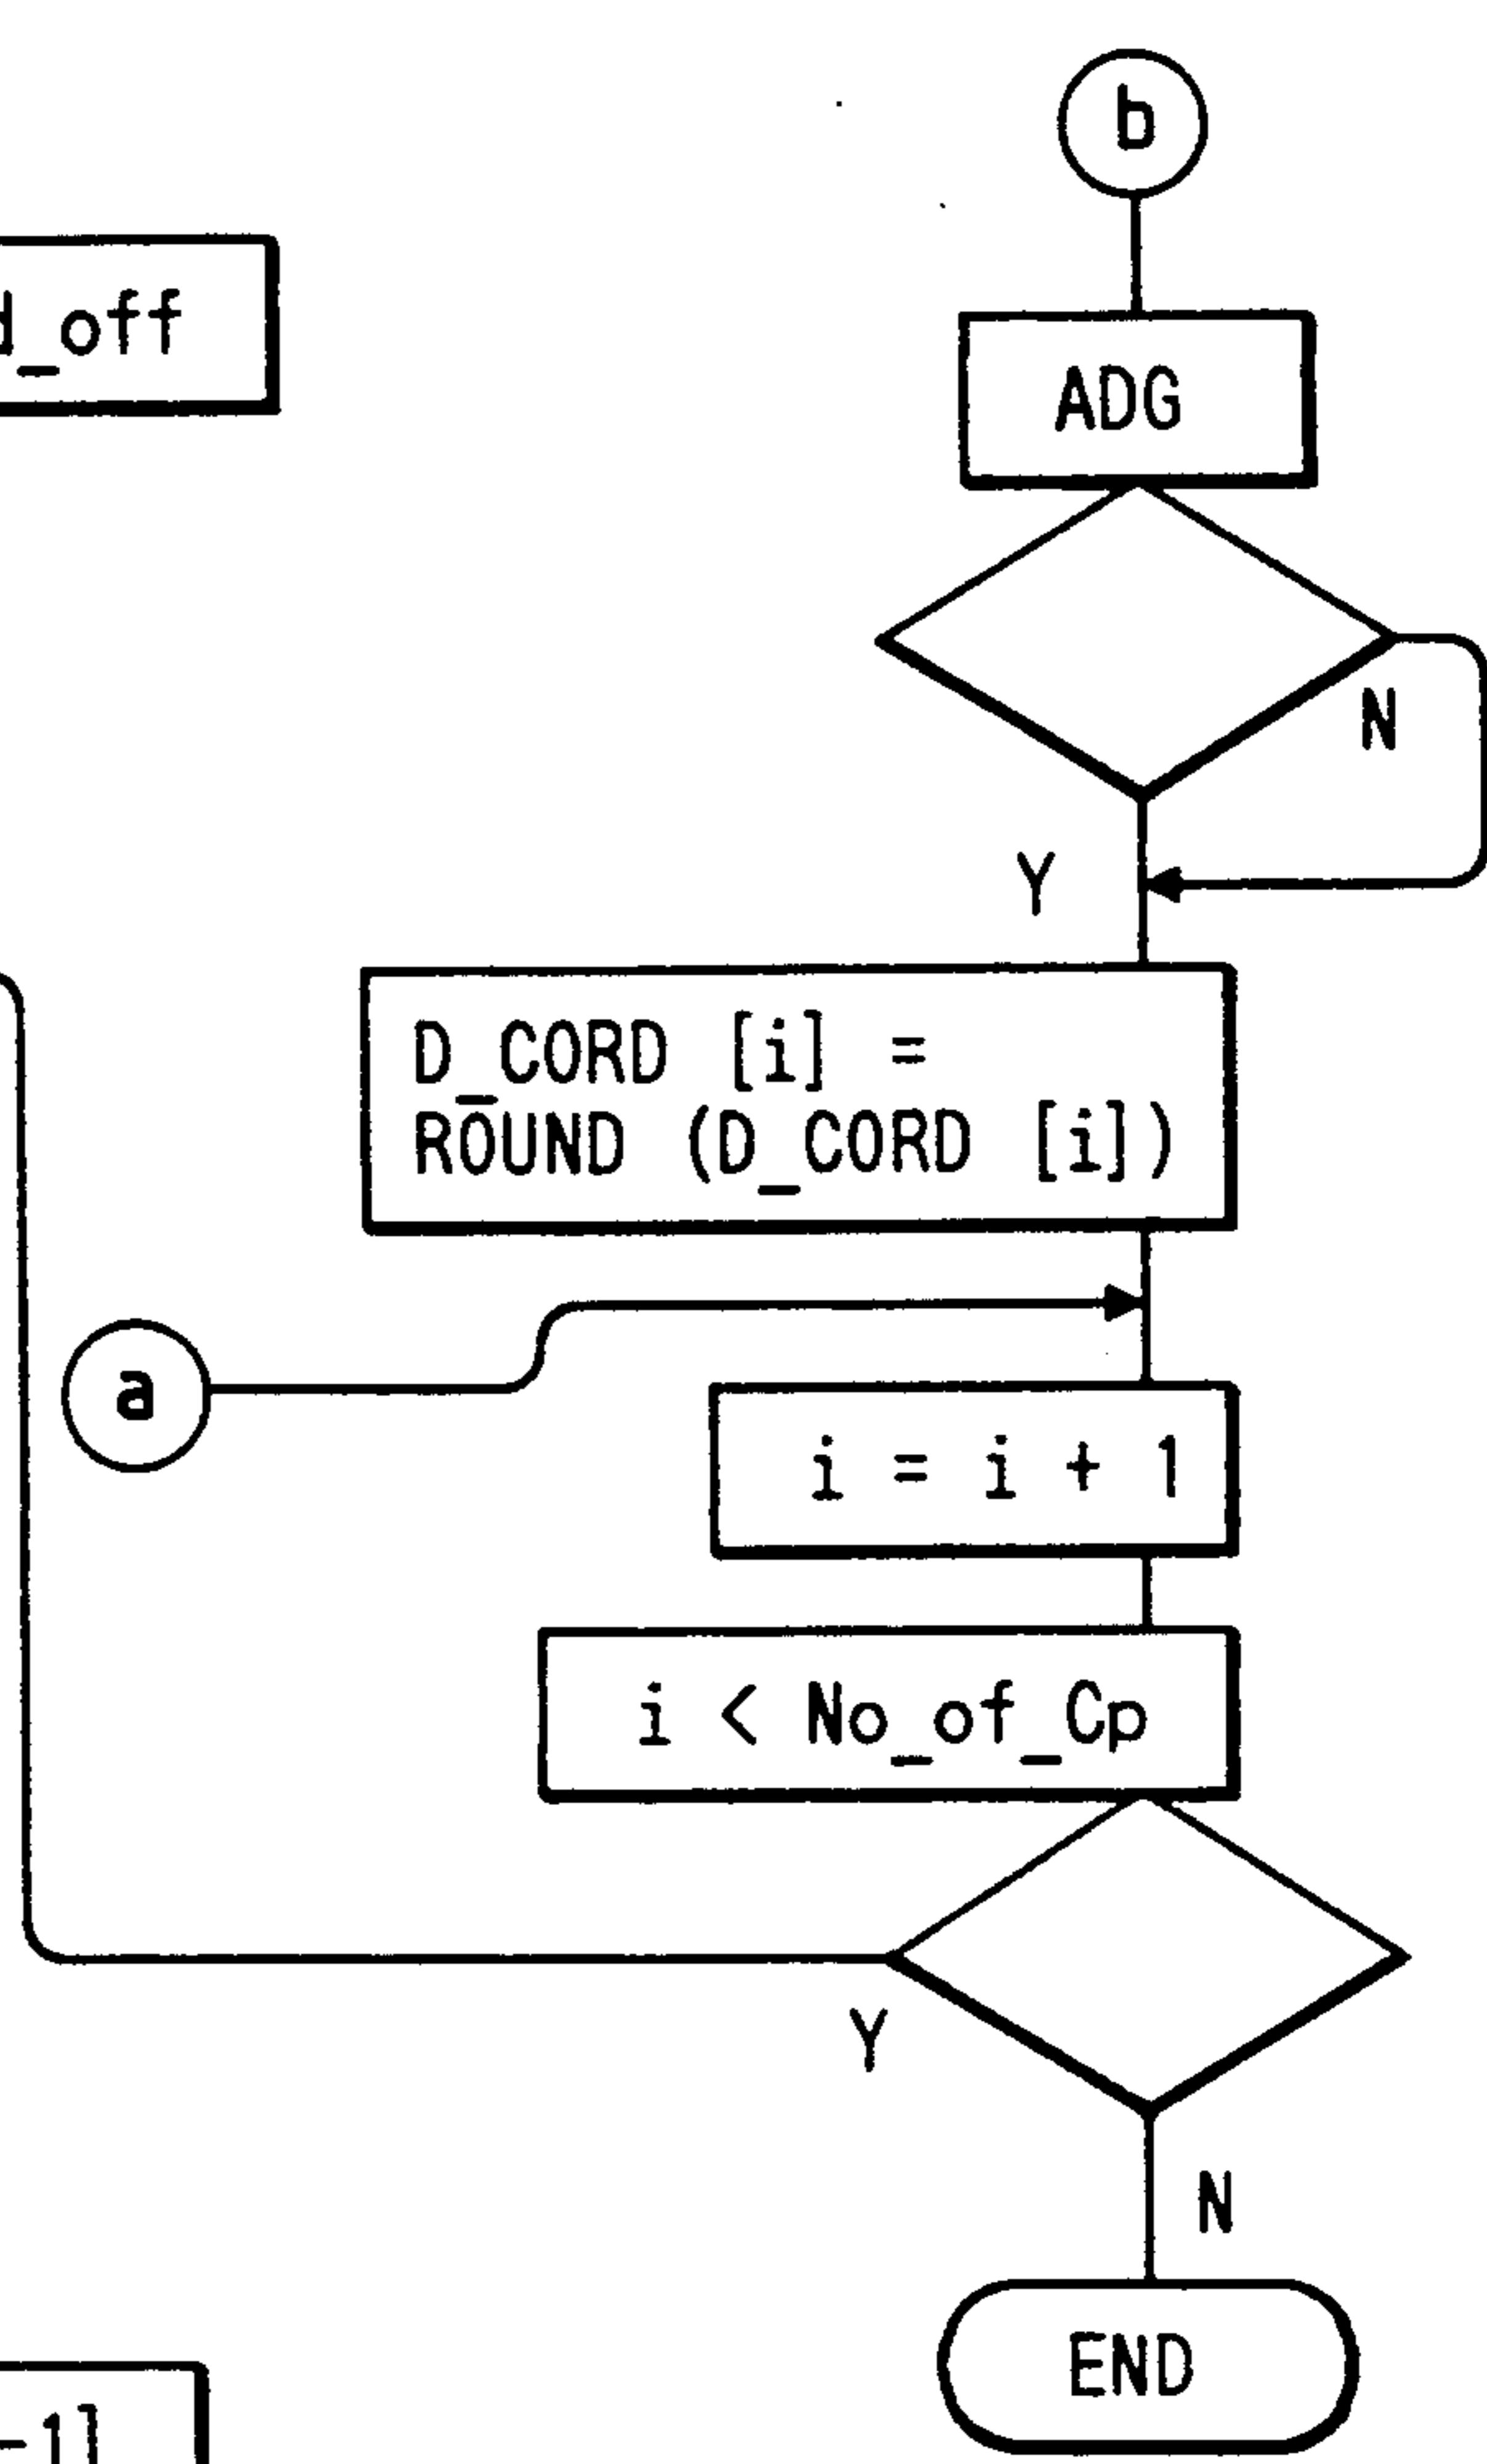 b
d_off
ADG
N
Y
D_CORD [i] =
ROUND (D_CORD [i])
a
i = i + 1
i < No_of_Cp
Y
N
END
-1]